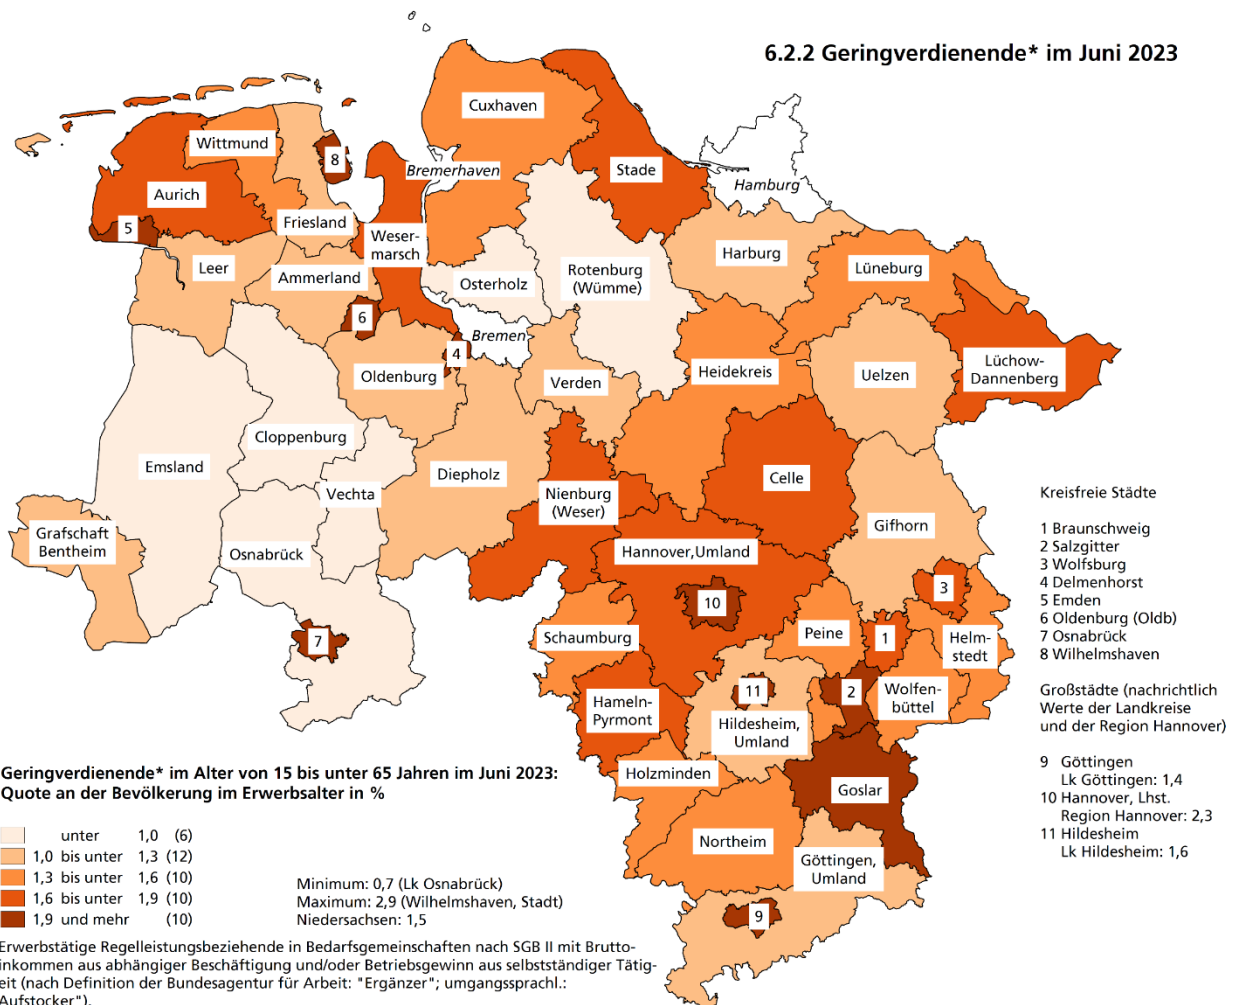 6.2.2 Geringverdienende* im Juni 2023
Cuxhaven
Wittmund
8
Bremerhaven
Stade
Hamburg
Aurich
5
Friesland
Weser-
marsch
Harburg
Leer
Ammerland
Osterholz
Rotenburg
(Wümme)
Lüneburg
6
Bremen
4
Oldenburg
Verden
Heidekreis
Uelzen
Lüchow-
Dannenberg
Cloppenburg
Emsland
Vechta
Diepholz
Nienburg
(Weser)
Celle
Gifhorn
Grafschaft
Bentheim
Osnabrück
Hannover,Umland
3
10
7
Schaumburg
Peine
1
Helm-
stedt
11
2
Wolfen-
büttel
Hameln-
Pyrmont
Hildesheim,
Umland
Holzminden
Goslar
Northeim
Göttingen,
Umland
9
Kreisfreie Städte
1 Braunschweig
2 Salzgitter
3 Wolfsburg
4 Delmenhorst
5 Emden
6 Oldenburg (Oldb)
7 Osnabrück
8 Wilhelmshaven
Großstädte (nachrichtlich
Werte der Landkreise
und der Region Hannover)
9 Göttingen
Lk Göttingen: 1,4
10 Hannover, Lhst.
Region Hannover: 2,3
11 Hildesheim
Lk Hildesheim: 1,6
Geringverdienende* im Alter von 15 bis unter 65 Jahren im Juni 2023:
Quote an der Bevölkerung im Erwerbsalter in %
unter 1,0 (6)
1,0 bis unter 1,3 (12)
1,3 bis unter 1,6 (10)
1,6 bis unter 1,9 (10)
1,9 und mehr (10)
Minimum: 0,7 (Lk Osnabrück)
Maximum: 2,9 (Wilhelmshaven, Stadt)
Niedersachsen: 1,5
Erwerbstätige Regelleistungsbeziehende in Bedarfsgemeinschaften nach SGB II mit Brutto-
inkommen aus abhängiger Beschäftigung und/oder Betriebsgewinn aus selbstständiger Tätig-
eit (nach Definition der Bundesagentur für Arbeit: "Ergänzer"; umgangssprachl.:
Aufstocker").